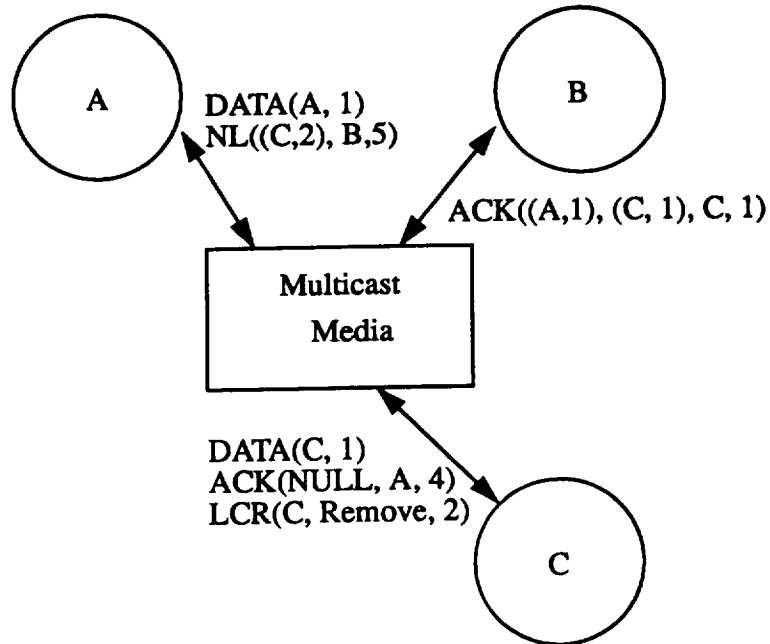 A
B
DATA(A, 1)
NL((C,2), B,5)
ACK((A,1), (C, 1), C, 1)
Multicast
Media
DATA(C, 1)
ACK(NULL, A, 4)
LCR(C, Remove, 2)
C